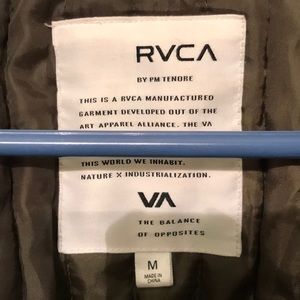 RVCA
BY PM TENORE
THIS IS A RVCA MANUFACTURED
GARMENT DEVELOPED OUT OF THE
ART APPAREL ALLIANCE. THE VA
THIS WORLD WE INHABIT.
NATURE X INDUSTRIALIZATION.
VA
THE BALANCE
OF OPPOSITES
M
MADE IN
CHINA